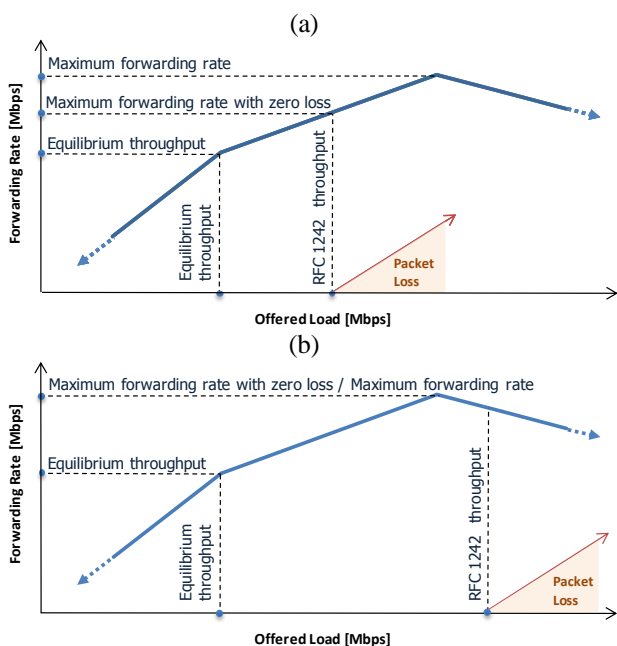 (a)
Maximum forwarding rate
Maximum forwarding rate with zero loss
Equilibrium throughput
Forwarding Rate [Mbps]
Equilibrium
throughput
RFC 1242 throughput
Packet
Loss
Offered Load [Mbps]
(b)
Maximum forwarding rate with zero loss / Maximum forwarding rate
Equilibrium throughput
Forwarding Rate [Mbps]
Equilibrium
throughput
RFC 1242 throughput
Packet
Loss
Offered Load [Mbps]